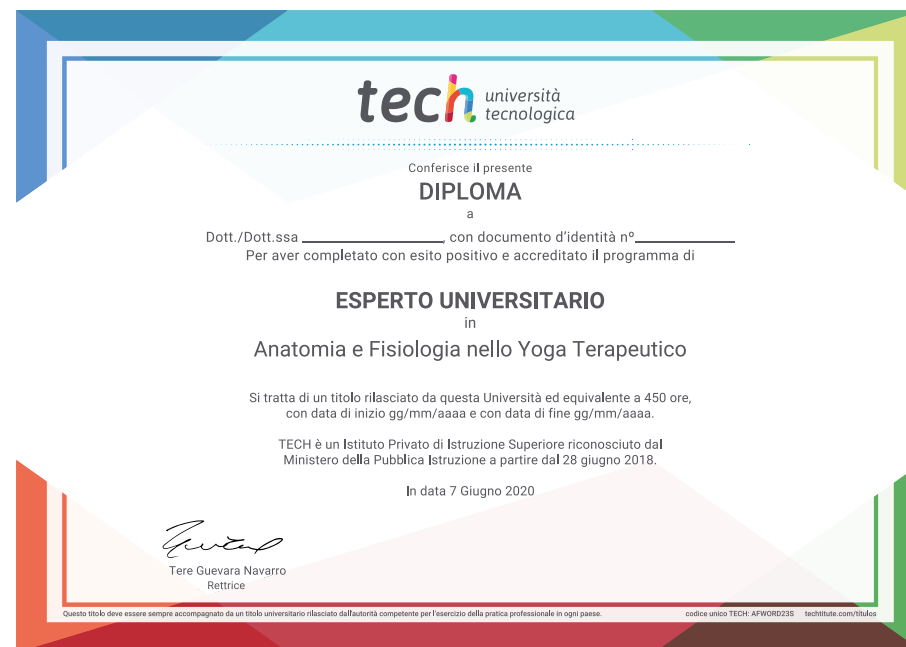 tech università
tecnologica
Conferisce il presente
DIPLOMA
a
Dott./Dott.ssa ____________________, con documento d'identità nº______________
Per aver completato con esito positivo e accreditato il programma di
ESPERTO UNIVERSITARIO
in
Anatomia e Fisiologia nello Yoga Terapeutico
Si tratta di un titolo rilasciato da questa Università ed equivalente a 450 ore,
con data di inizio gg/mm/aaaa e con data di fine gg/mm/aaaa.
TECH è un Istituto Privato di Istruzione Superiore riconosciuto dal
Ministero della Pubblica Istruzione a partire dal 28 giugno 2018.
In data 7 Giugno 2020
Tere Guevara Navarro
Rettrice
Questo titolo deve essere sempre accompagnato da un titolo universitario rilasciato dall'autorità competente per l'esercizio della pratica professionale in ogni paese. codice unico TECH: AFWORD23S techtitute.com/titulos